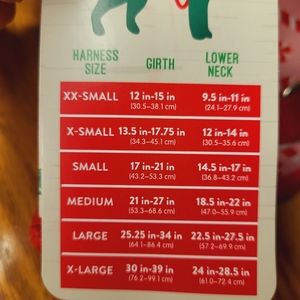 HARNESS SIZE GIRTH LOWER NECK
XX-SMALL 12 in-15 in 9.5 in-11 in
(30.5-38.1 cm) (24.1-27.9 cm)
X-SMALL 13.5 in-17.75 in 12 in-14 in
(34.3-45.1 cm) (30.5-35.6 cm)
SMALL 17 in-21 in 14.5 in-17 in
(43.2-53.3 cm) (36.8-43.2 cm)
MEDIUM 21 in-27 in 18.5 in-22 in
(53.3-68.6 cm) (47.0-55.9 cm)
LARGE 25.25 in-34 in 22.5 in-27.5 in
(64.1-86.4 cm) (57.2-69.9 cm)
X-LARGE 30 in-39 in 24 in-28.5 in
(76.2-99.1 cm) (61.0-72.4 cm)